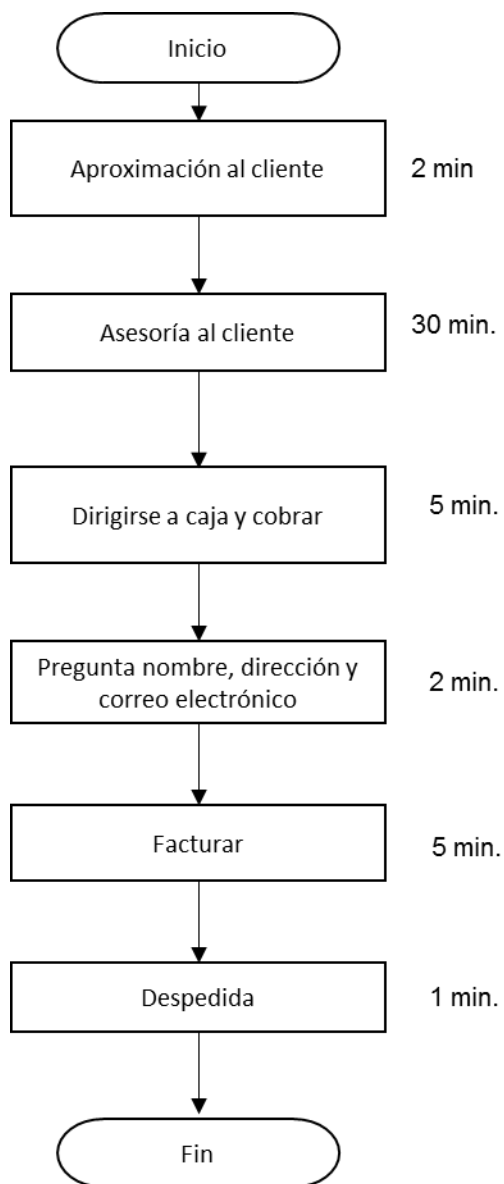 Inicio
Aproximación al cliente
2 min
Asesoría al cliente
30 min.
Dirigirse a caja y cobrar
5 min.
Pregunta nombre, dirección y
correo electrónico
2 min.
Facturar
5 min.
Despedida
1 min.
Fin